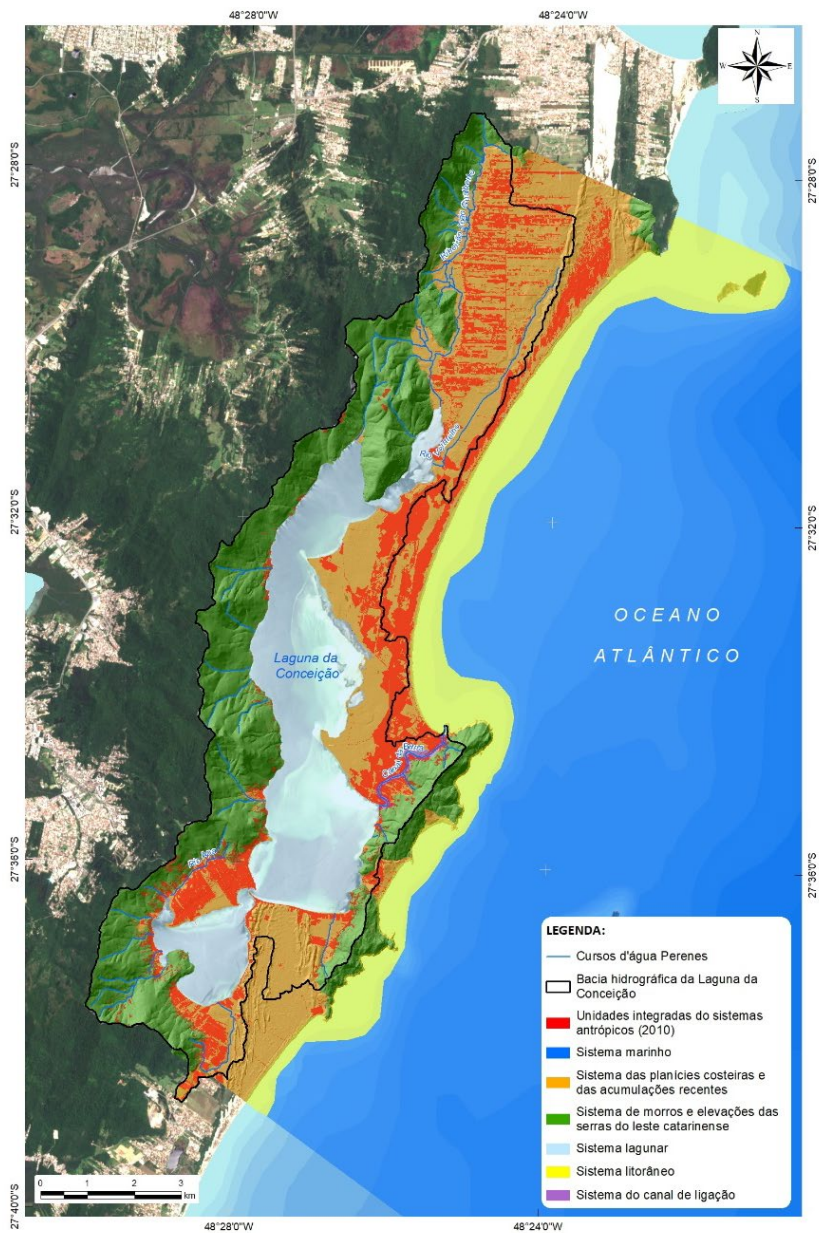 48°28'0"W
48°24'0"W
N
W
E
S
27°28'0"S
27°28'0"S
27°32'0"S
27°32'0"S
OCEANO
ATLÂNTICO
Laguna da
Conceição
27°36'0"S
27°36'0"S
LEGENDA:
Cursos d'água Perenes
Bacia hidrográfica da Laguna da
Conceição
Unidades integradas do sistemas
antrópicos (2010)
Sistema marinho
Sistema das planícies costeiras e
das acumulações recentes
Sistema de morros e elevações das
serras do leste catarinense
Sistema lagunar
Sistema litorâneo
Sistema do canal de ligação
0 1 2 3
km
27°40'0"S
48°28'0"W
48°24'0"W